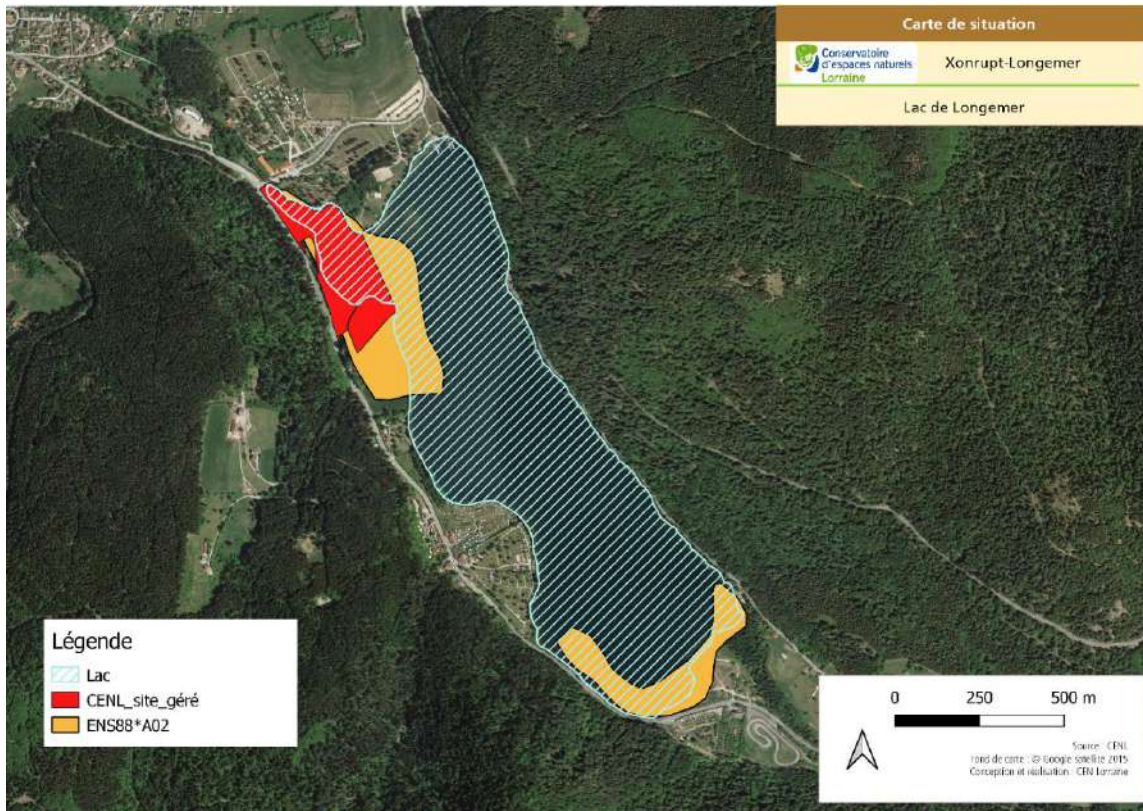 Carte de situation
Conservatoire
d'espaces naturels
Lorraine
Xonrupt-Longemer
Lac de Longemer
Légende
Lac
CENL_site_géré
ENS88*A02
0 250 500 m
Source : CENL
Fond de carte : © Google satellite 2015
Conception et réalisation : CEN Lorraine